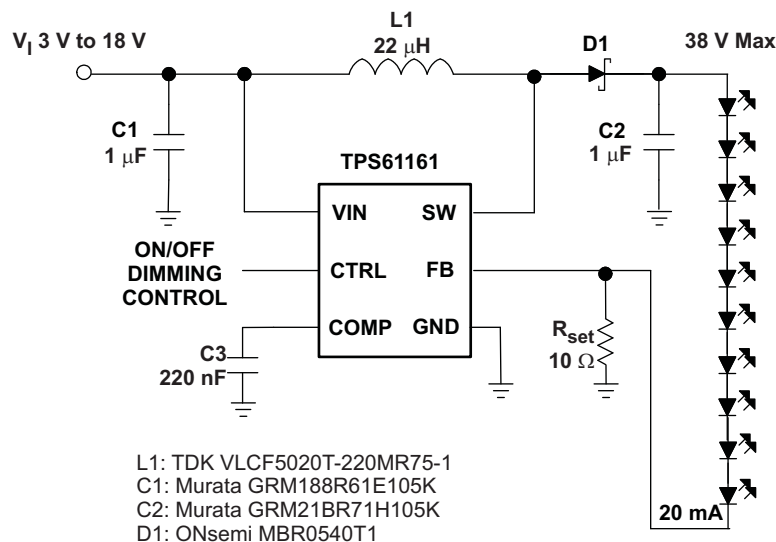 L1
22 μH
V_I 3 V to 18 V
D1
38 V Max
C1
1 μF
C2
1 μF
TPS61161
VIN
SW
ON/OFF
DIMMING
CONTROL
CTRL
FB
COMP
GND
R_set
10 Ω
C3
220 nF
L1: TDK VLCF5020T-220MR75-1
C1: Murata GRM188R61E105K
C2: Murata GRM21BR71H105K
D1: ONsemi MBR0540T1
20 mA